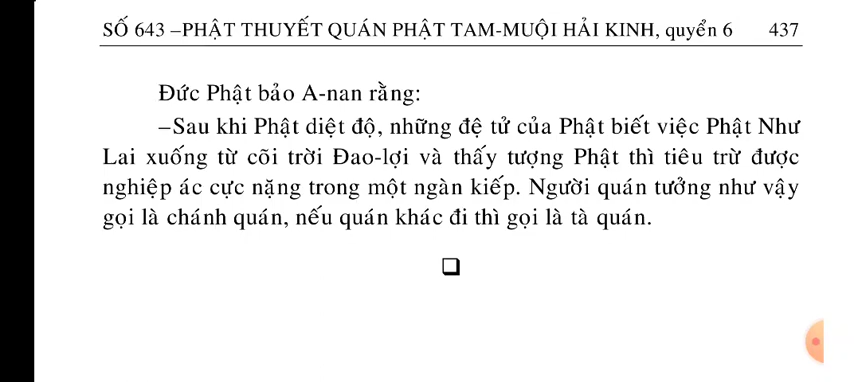 SỐ 643 –PHẬT THUYẾT QUÁN PHẬT TAM-MUỘI HẢI KINH, quyển 6 437
Đức Phật bảo A-nan rằng:
–Sau khi Phật diệt độ, những đệ tử của Phật biết việc Phật Như
Lai xuống từ cõi trời Đao-lợi và thấy tượng Phật thì tiêu trừ được
nghiệp ác cực nặng trong một ngàn kiếp. Người quán tưởng như vậy
gọi là chánh quán, nếu quán khác đi thì gọi là tà quán.